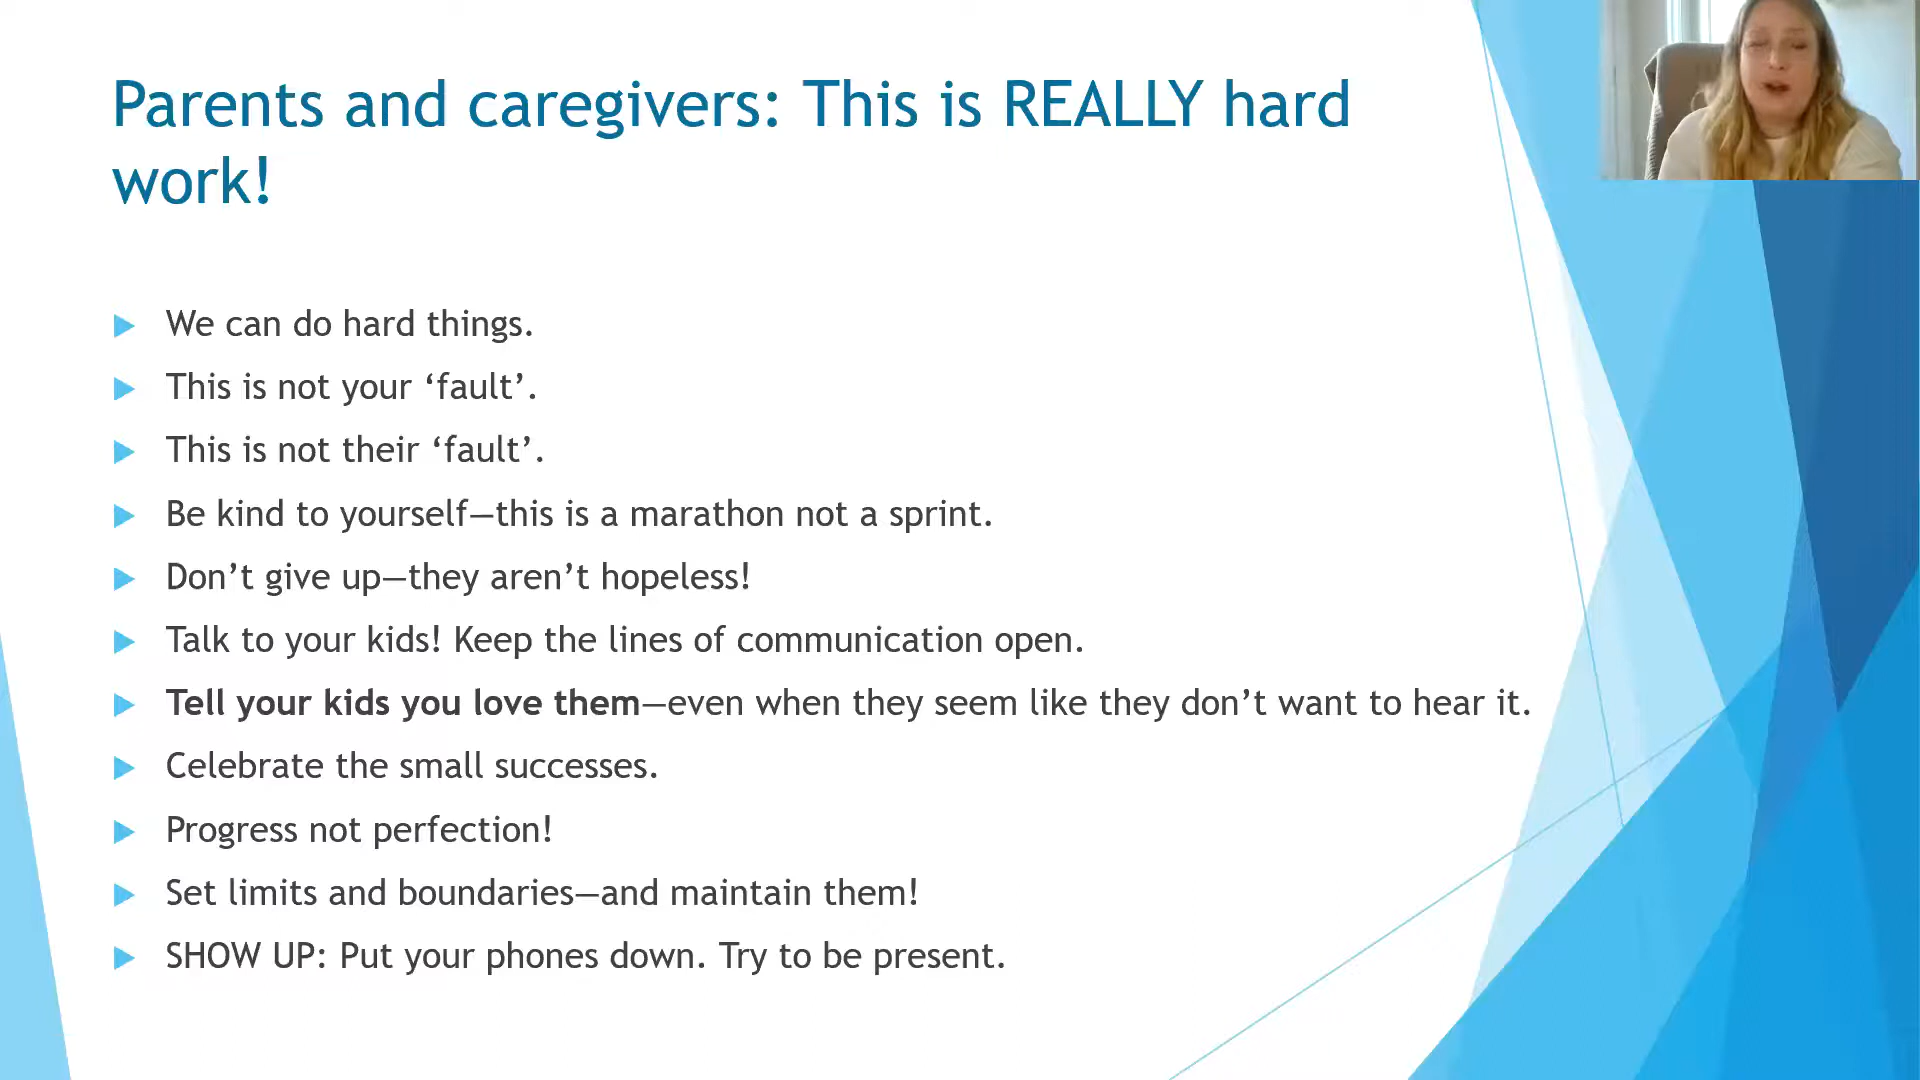 Parents and caregivers: This is REALLY hard
work!
We can do hard things.
This is not your ‘fault’.
This is not their ‘fault’.
Be kind to yourself—this is a marathon not a sprint.
Don’t give up—they aren’t hopeless!
Talk to your kids! Keep the lines of communication open.
Tell your kids you love them—even when they seem like they don’t want to hear it.
Celebrate the small successes.
Progress not perfection!
Set limits and boundaries—and maintain them!
SHOW UP: Put your phones down. Try to be present.